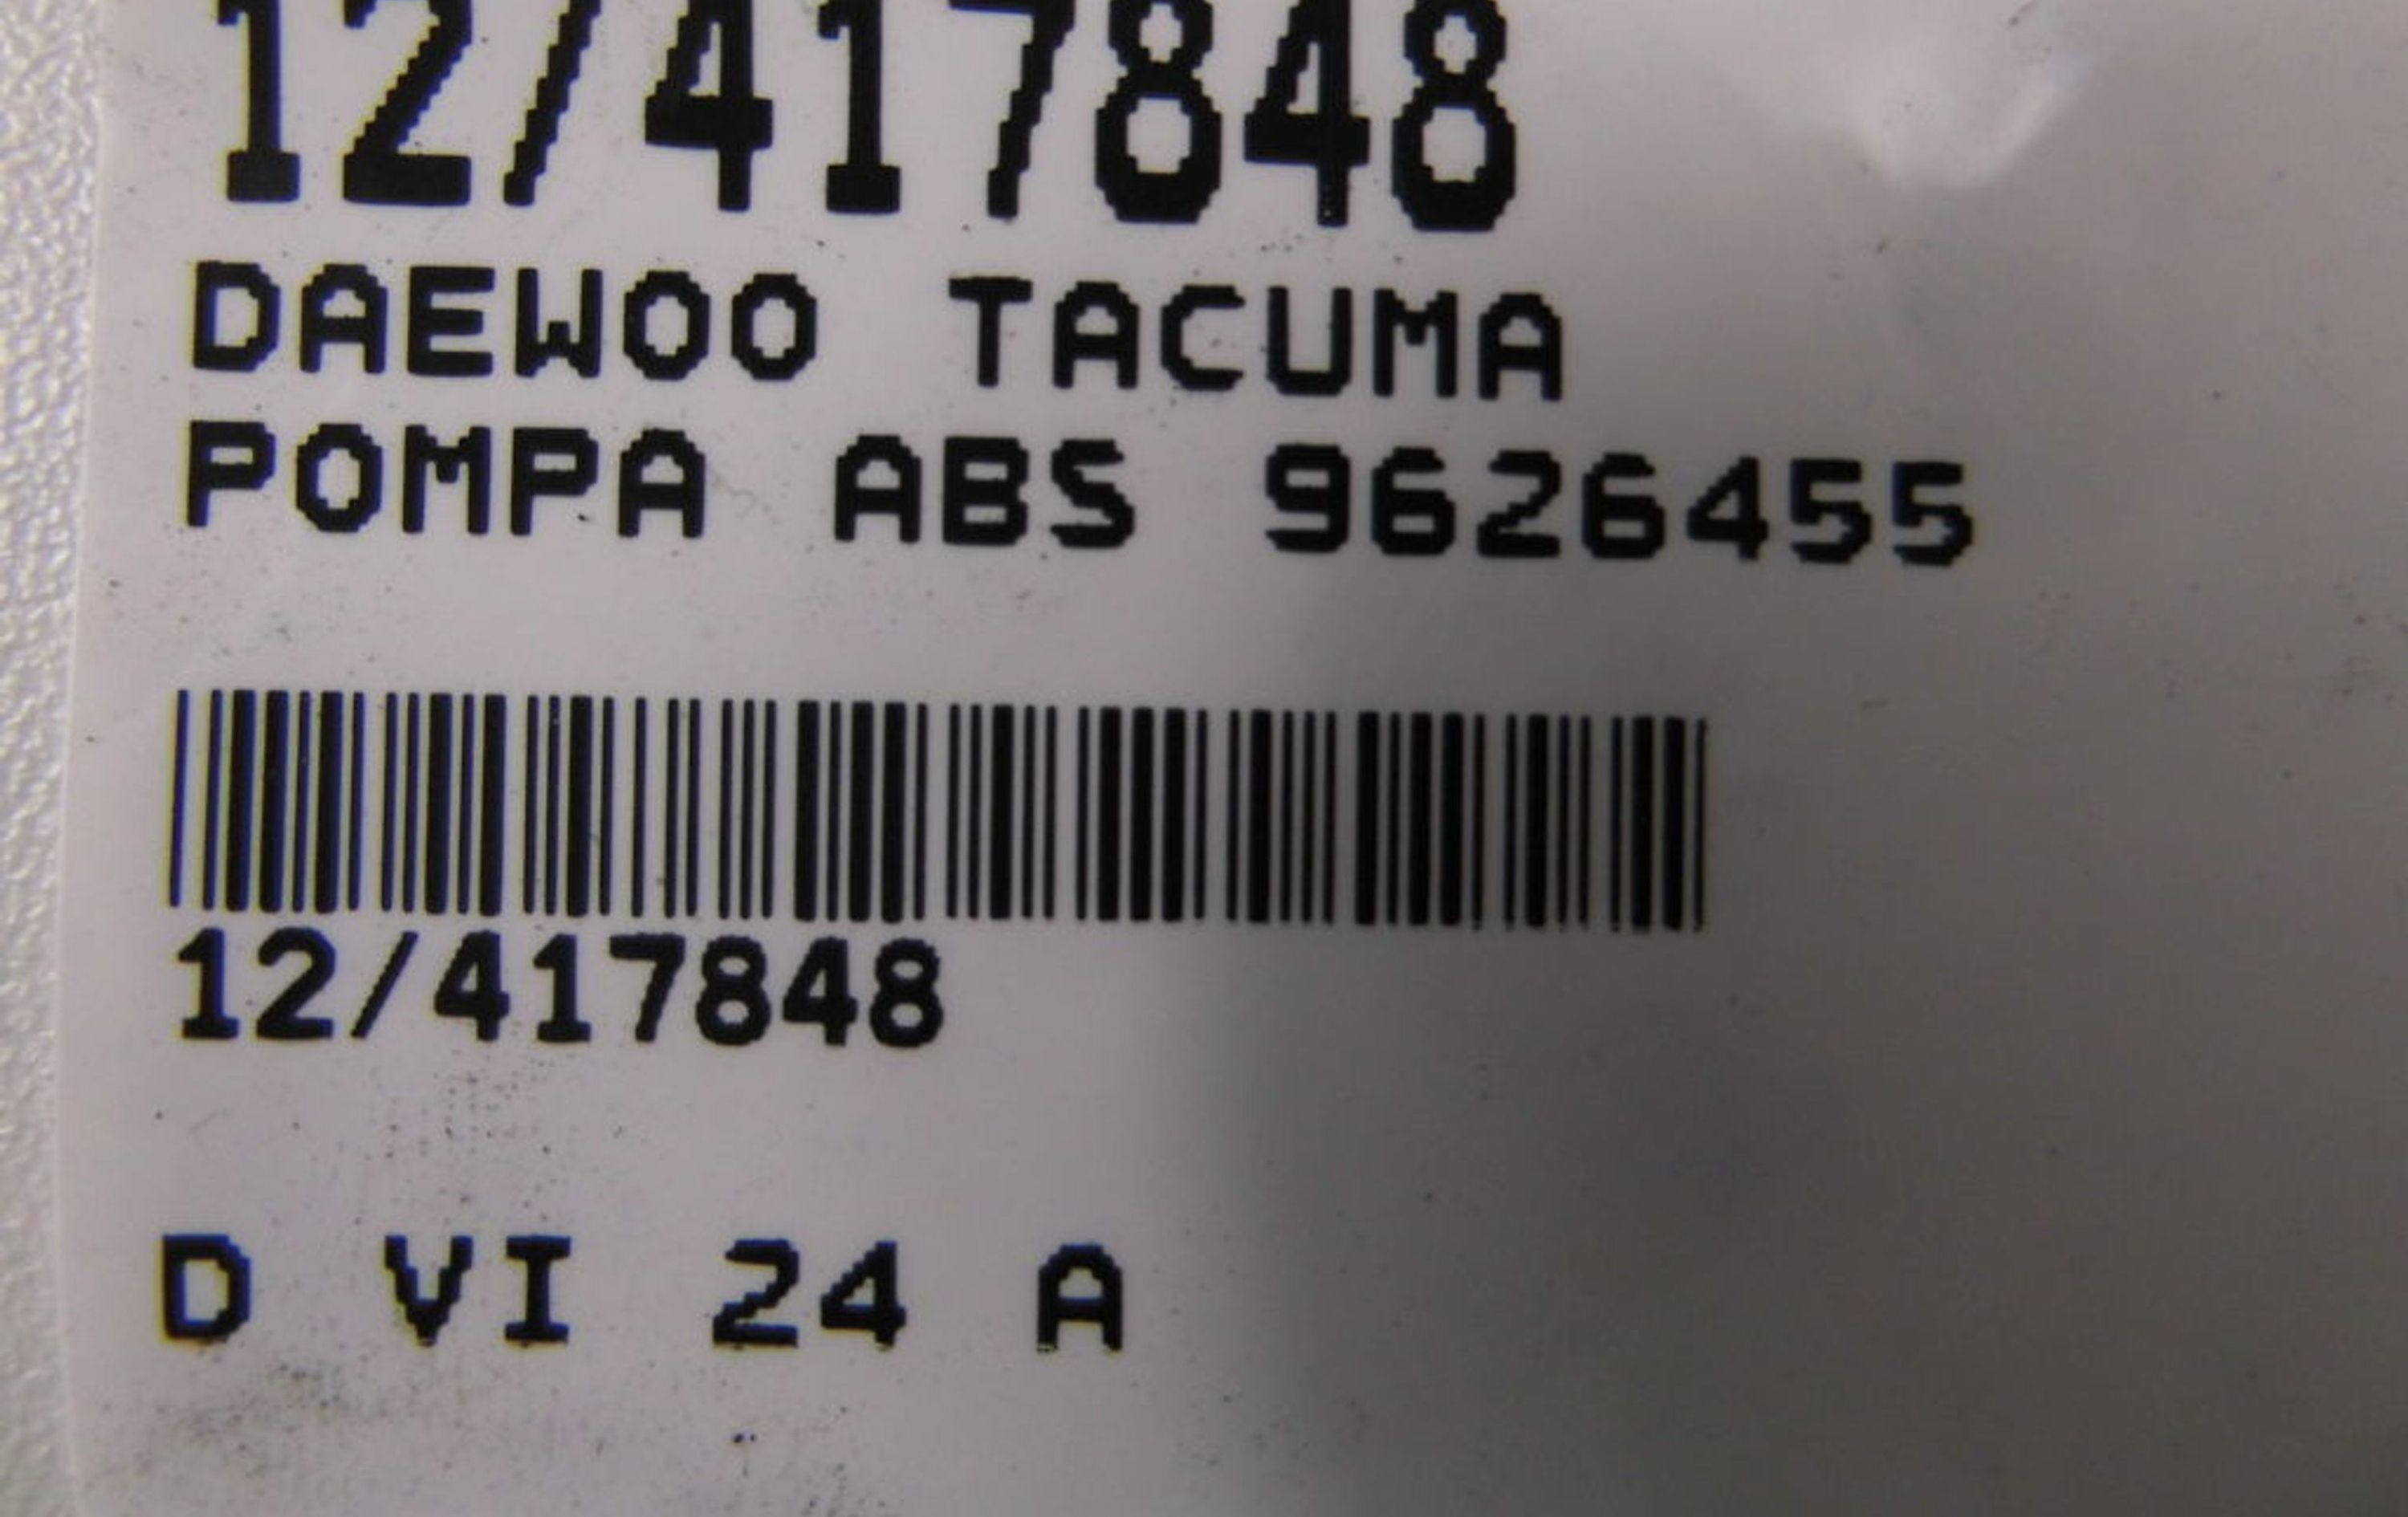 12/417848
DAEWOO TACUMA
POMPA ABS 9626455
12/417848
D VI 24 A